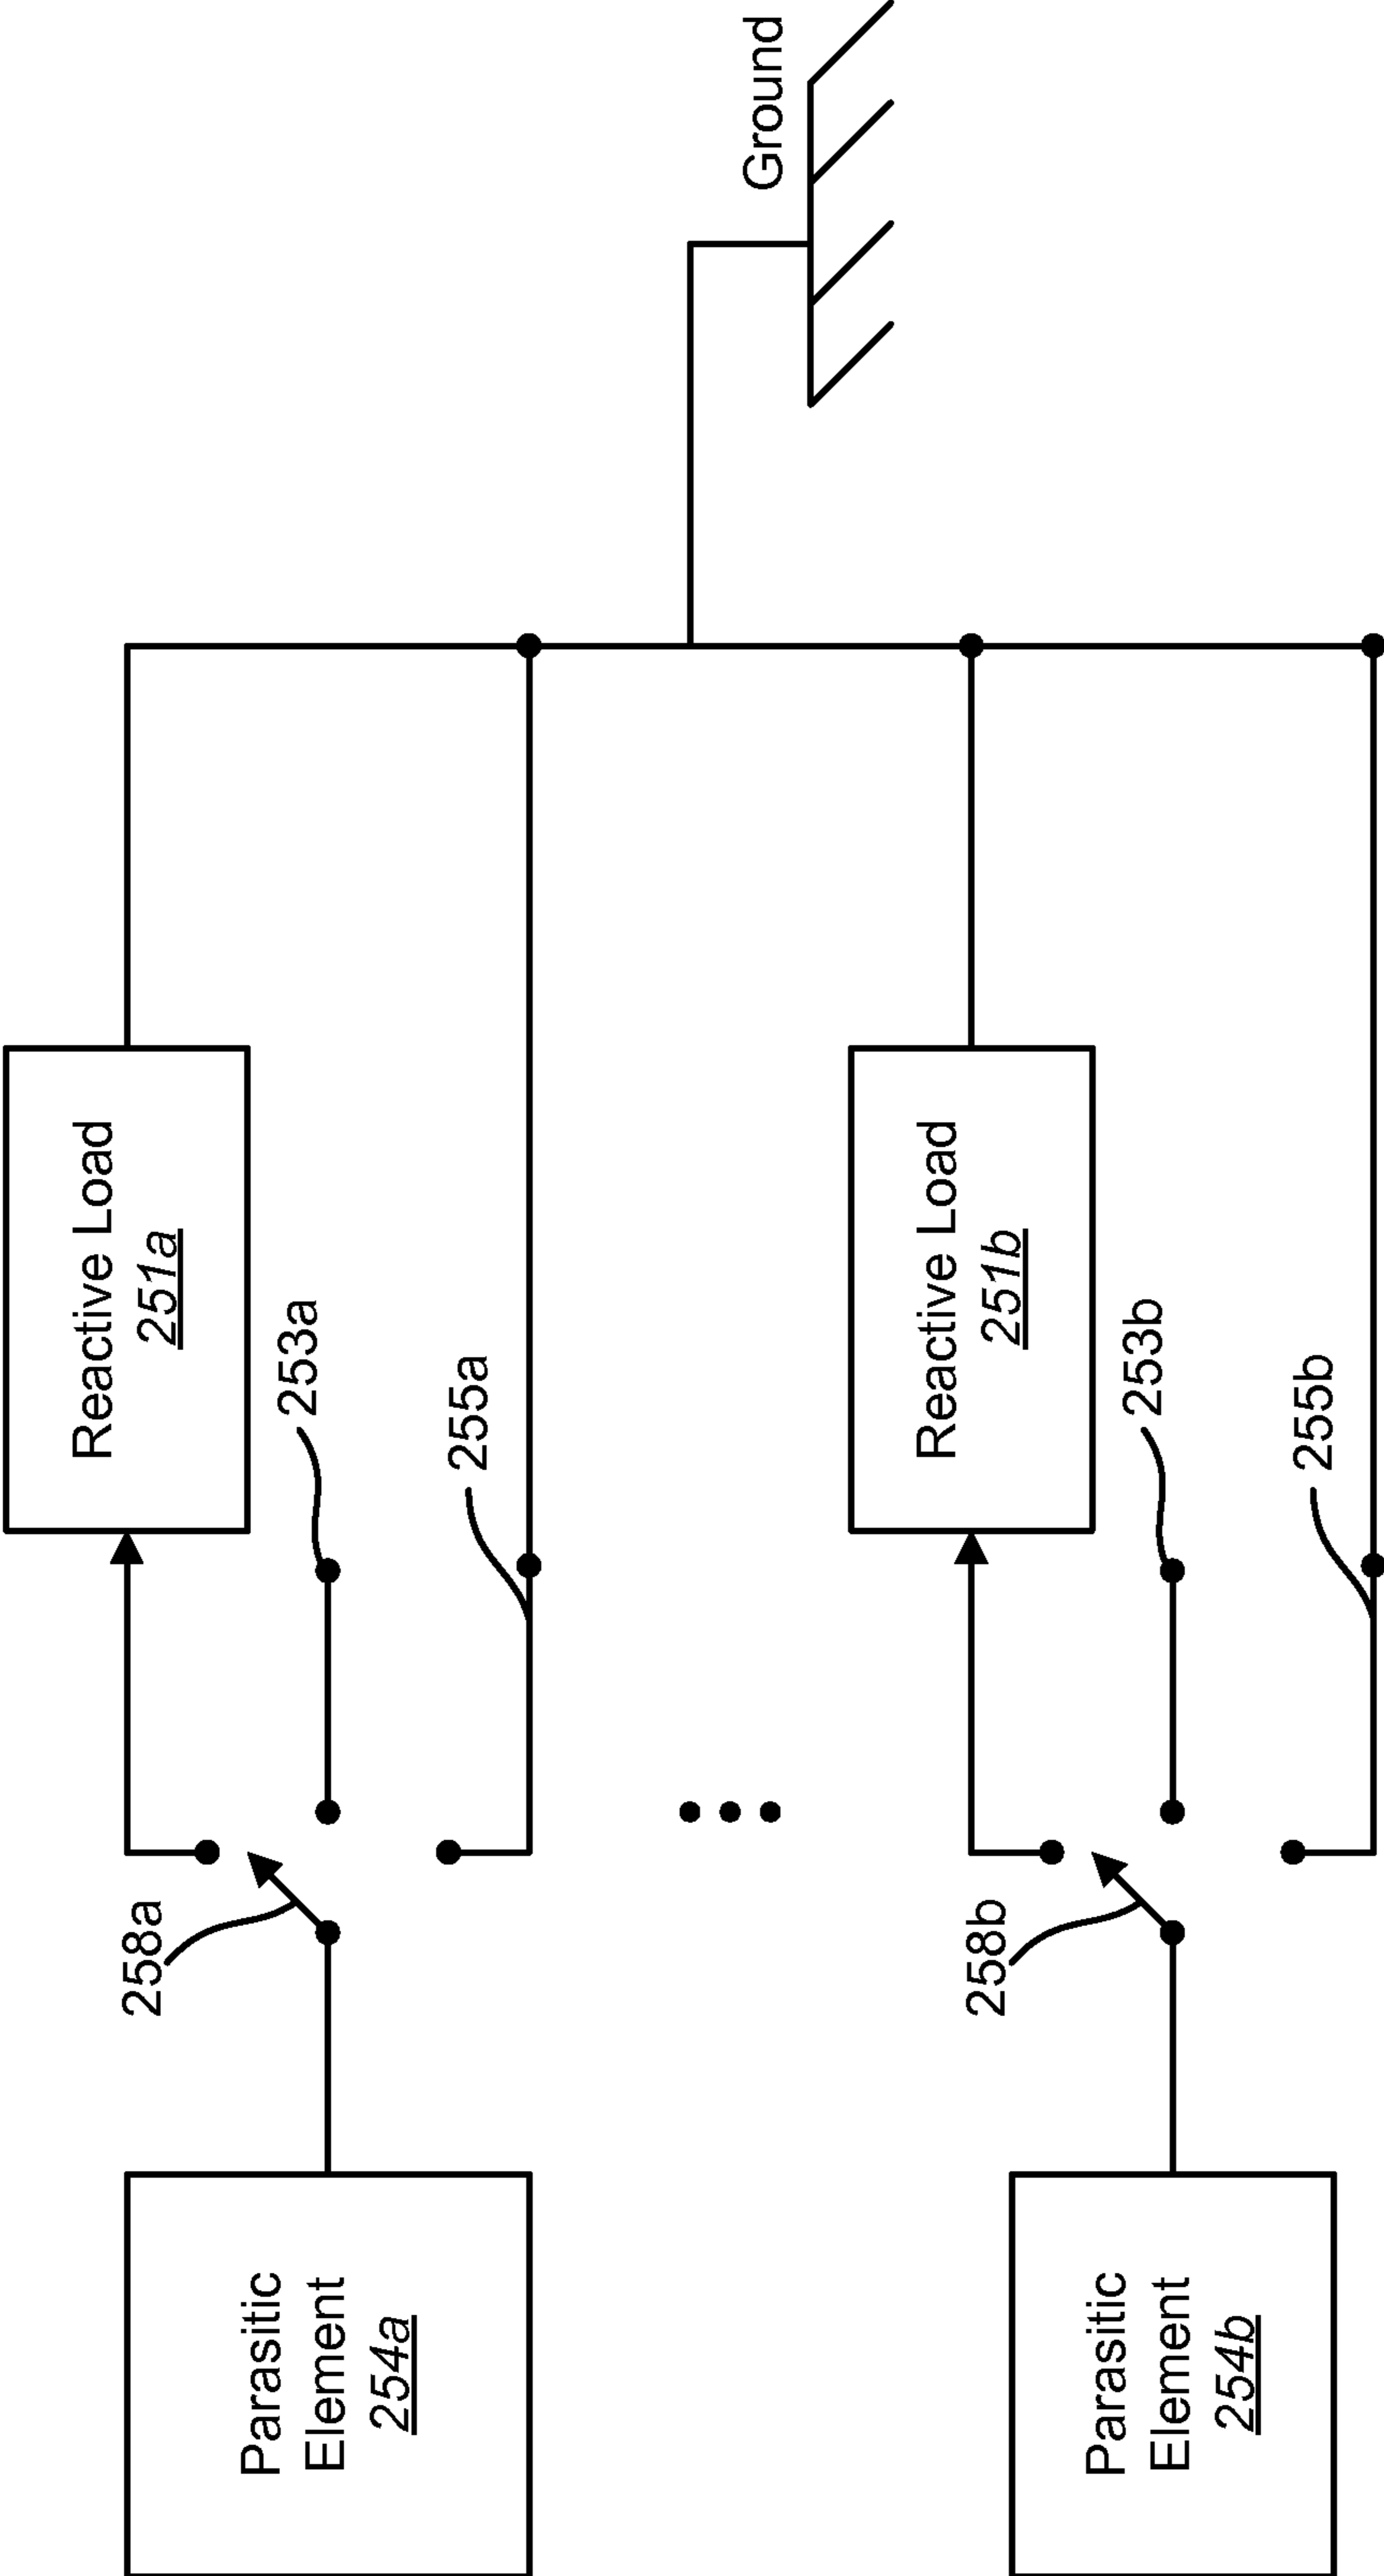 Parasitic
Element
254a
258a
Reactive Load
251a
253a
255a
Ground
Parasitic
Element
254b
258b
Reactive Load
251b
253b
255b